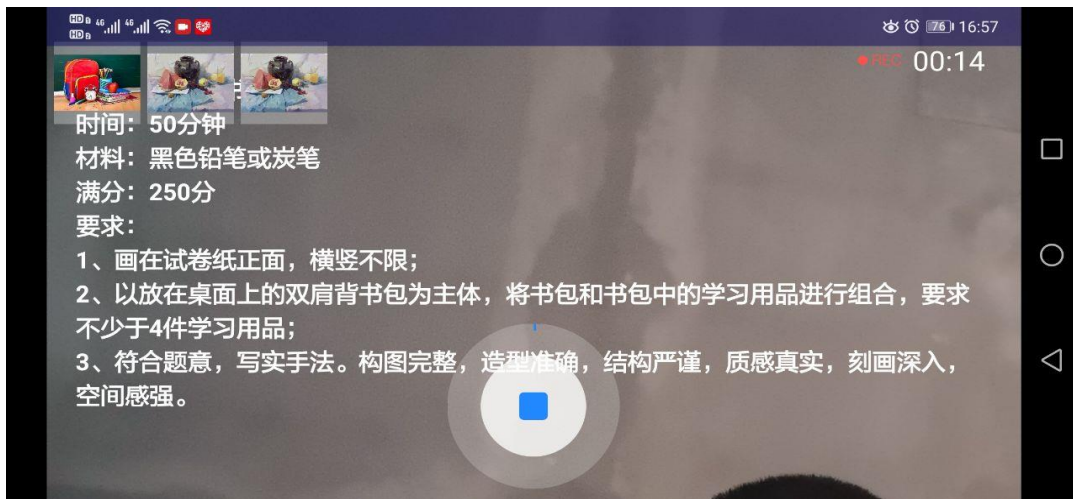 HD B 4G 4G 76 16:57
HD B
REC 00:14
时间：50分钟
材料：黑色铅笔或炭笔
满分：250分
要求：
1、画在试卷纸正面，横竖不限；
2、以放在桌面上的双肩背书包为主体，将书包和书包中的学习用品进行组合，要求
不少于4件学习用品；
3、符合题意，写实手法。构图完整，造型准确，结构严谨，质感真实，刻画深入，
空间感强。